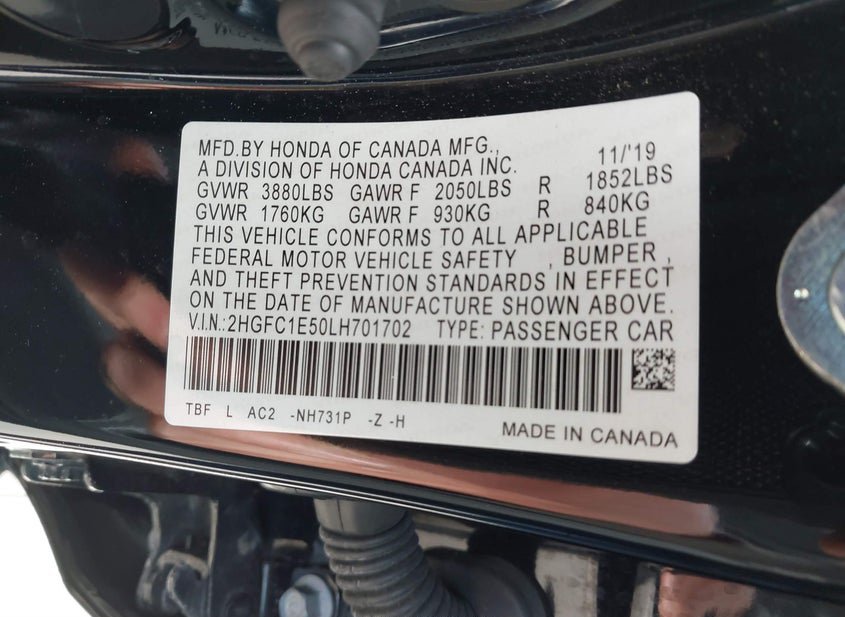 MFD.BY HONDA OF CANADA MFG., 11/'19
A DIVISION OF HONDA CANADA INC.
GVWR 3880LBS GAWR F 2050LBS R 1852LBS
GVWR 1760KG GAWR F 930KG R 840KG
THIS VEHICLE CONFORMS TO ALL APPLICABLE
FEDERAL MOTOR VEHICLE SAFETY , BUMPER ,
AND THEFT PREVENTION STANDARDS IN EFFECT
ON THE DATE OF MANUFACTURE SHOWN ABOVE.
V.I.N.:2HGFC1E50LH701702 TYPE: PASSENGER CAR
TBF L AC2 -NH731P -Z -H
MADE IN CANADA